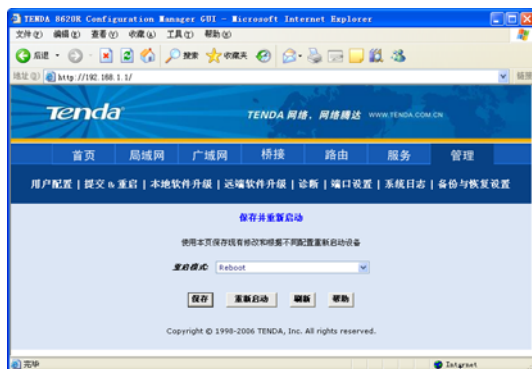 TENDA 8620R Configuration Manager GUI - Microsoft Internet Explorer
文件(F) 编辑(E) 查看(V) 收藏(A) 工具(T) 帮助(H)
后退 搜索 收藏夹
地址(D) http://192.168.1.1/ 链接
Tenda TENDA 网络，网络腾达 WWW.TENDA.COM.CN
首页 局域网 广域网 桥接 路由 服务 管理
用户配置 | 提交 & 重启 | 本地软件升级 | 远端软件升级 | 诊断 | 端口设置 | 系统日志 | 备份与恢复设置
保存并重新启动
使用本页保存现有修改和根据不同配置重新启动设备
重启模式: Reboot
保存 重新启动 刷新 帮助
Copyright © 1998-2006 TENDA, Inc. All rights reserved.
完毕 Internet